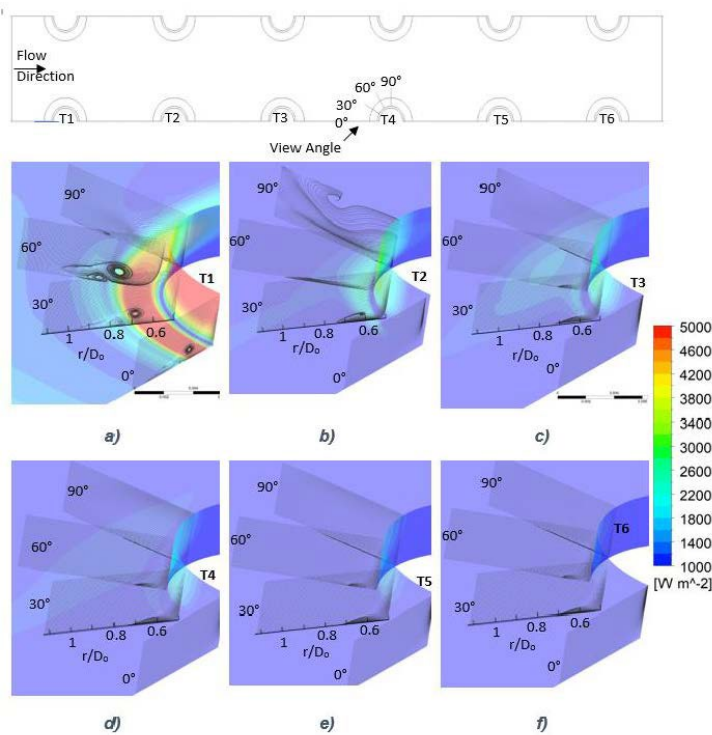 Flow
Direction
90°
60°
30°
0°
T1 T2 T3 T4 T5 T6
View Angle
90°
60°
30°
T1
1 0.8 0.6
r/D₀
0°
a)
90°
60°
30°
T2
1 0.8 0.6
r/D₀
0°
b)
90°
60°
30°
T3
1 0.8 0.6
r/D₀
0°
c)
90°
60°
30°
T4
1 0.8 0.6
r/D₀
0°
d)
90°
60°
30°
T5
1 0.8 0.6
r/D₀
0°
e)
90°
60°
30°
T6
1 0.8 0.6
r/D₀
0°
f)
5000
4600
4200
3800
3400
3000
2600
2200
1800
1400
1000
[W m^-2]